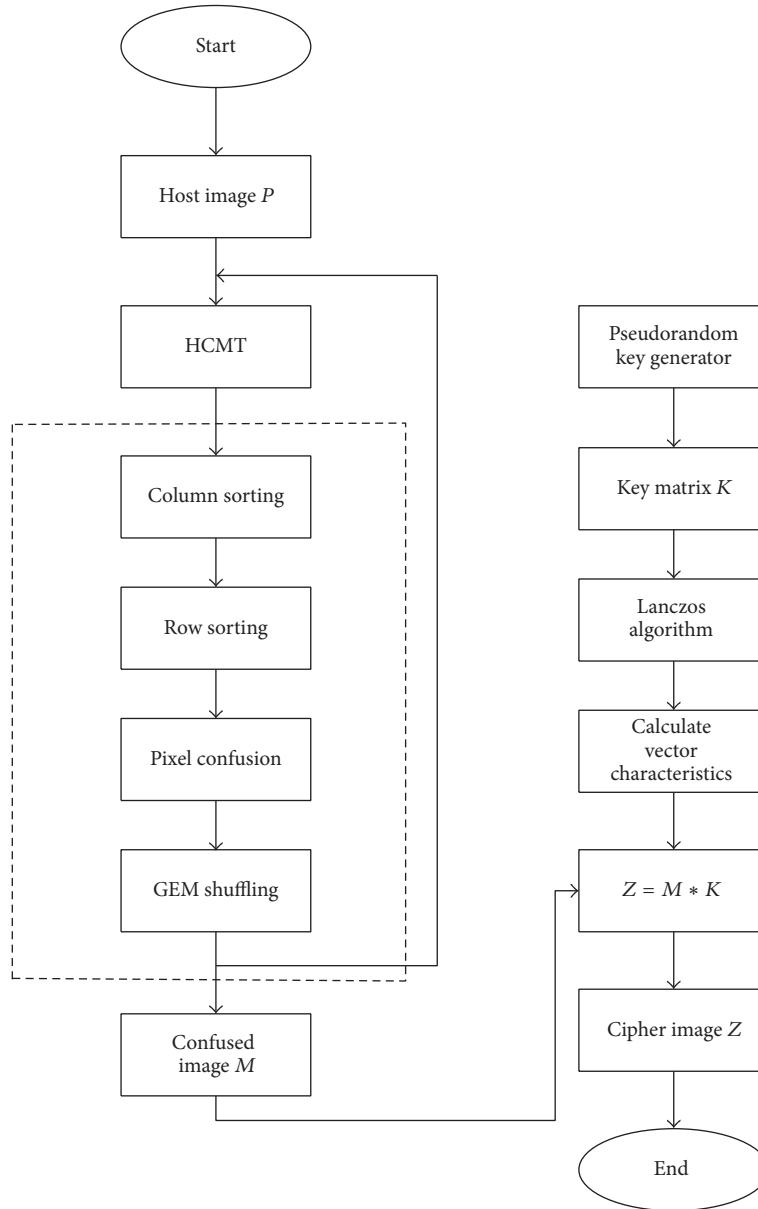 Start
Host image P
HCMT
Column sorting
Row sorting
Pixel confusion
GEM shuffling
Confused
image M
Pseudorandom
key generator
Key matrix K
Lanczos
algorithm
Calculate
vector
characteristics
Z = M ∗ K
Cipher image Z
End